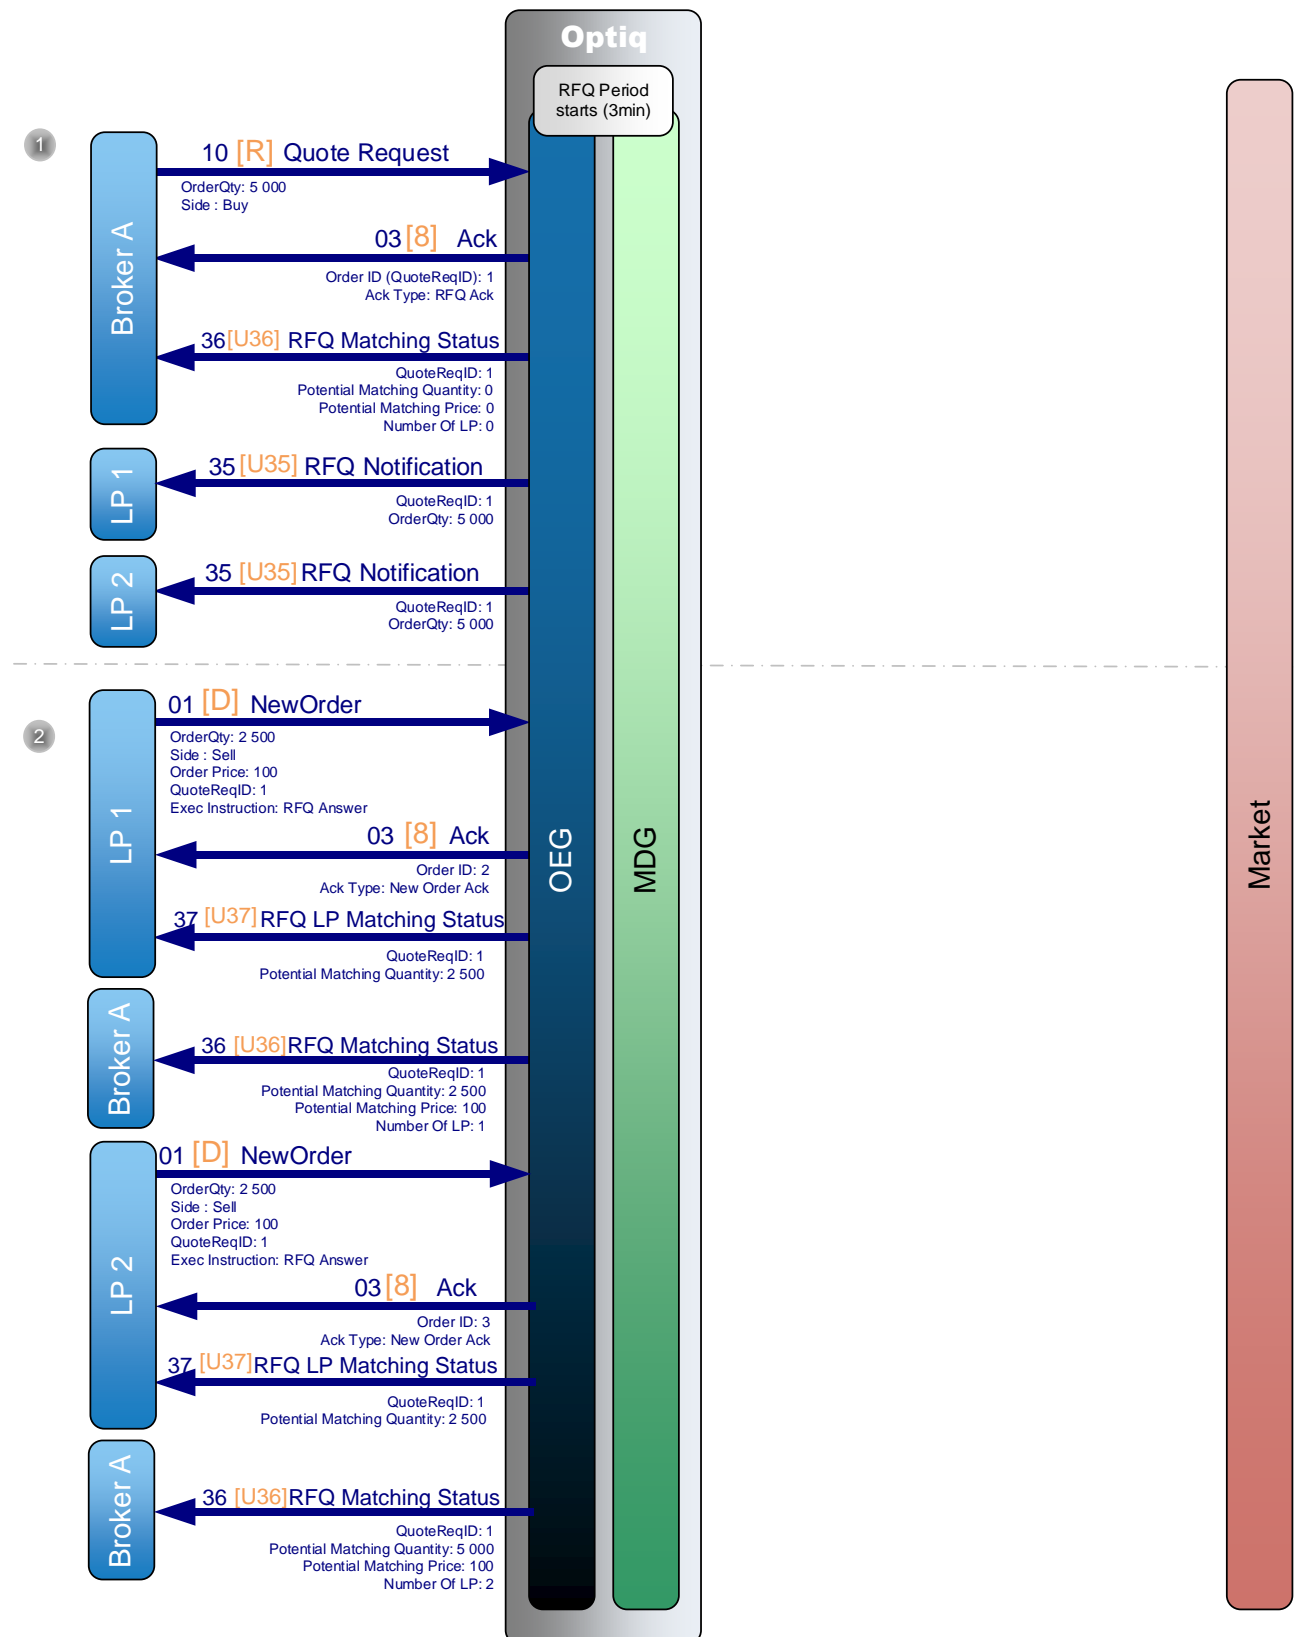 Optiq
RFQ Period
starts (3min)
1
Broker A
10 [R] Quote Request
OrderQty: 5 000
Side : Buy
03 [8] Ack
Order ID (QuoteReqID): 1
Ack Type: RFQ Ack
36 [U36] RFQ Matching Status
QuoteReqID: 1
Potential Matching Quantity: 0
Potential Matching Price: 0
Number Of LP: 0
LP 1
35 [U35] RFQ Notification
QuoteReqID: 1
OrderQty: 5 000
LP 2
35 [U35] RFQ Notification
QuoteReqID: 1
OrderQty: 5 000
2
LP 1
01 [D] NewOrder
OrderQty: 2 500
Side : Sell
Order Price: 100
QuoteReqID: 1
Exec Instruction: RFQ Answer
03 [8] Ack
Order ID: 2
Ack Type: New Order Ack
37 [U37] RFQ LP Matching Status
QuoteReqID: 1
Potential Matching Quantity: 2 500
OEG
MDG
Market
Broker A
36 [U36] RFQ Matching Status
QuoteReqID: 1
Potential Matching Quantity: 2 500
Potential Matching Price: 100
Number Of LP: 1
LP 2
01 [D] NewOrder
OrderQty: 2 500
Side : Sell
Order Price: 100
QuoteReqID: 1
Exec Instruction: RFQ Answer
03 [8] Ack
Order ID: 3
Ack Type: New Order Ack
37 [U37] RFQ LP Matching Status
QuoteReqID: 1
Potential Matching Quantity: 2 500
Broker A
36 [U36] RFQ Matching Status
QuoteReqID: 1
Potential Matching Quantity: 5 000
Potential Matching Price: 100
Number Of LP: 2